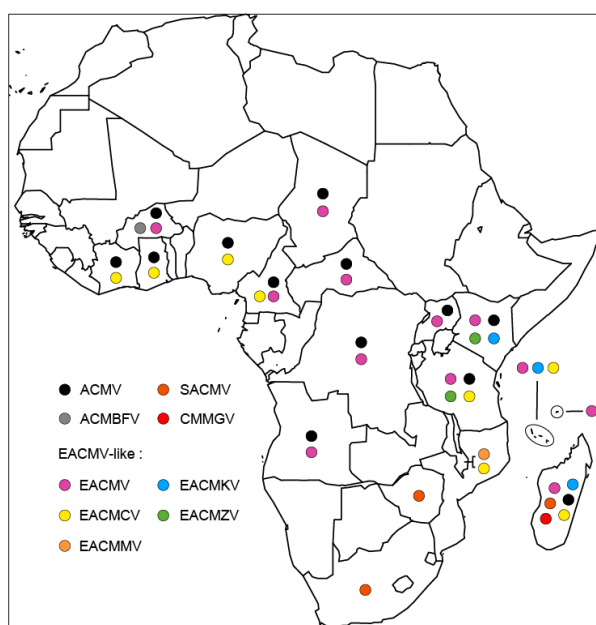 ACMV SACMV
ACMBFV CMMGV
EACMV-like :
EACMV EACMKV
EACMCV EACMZV
EACMMV